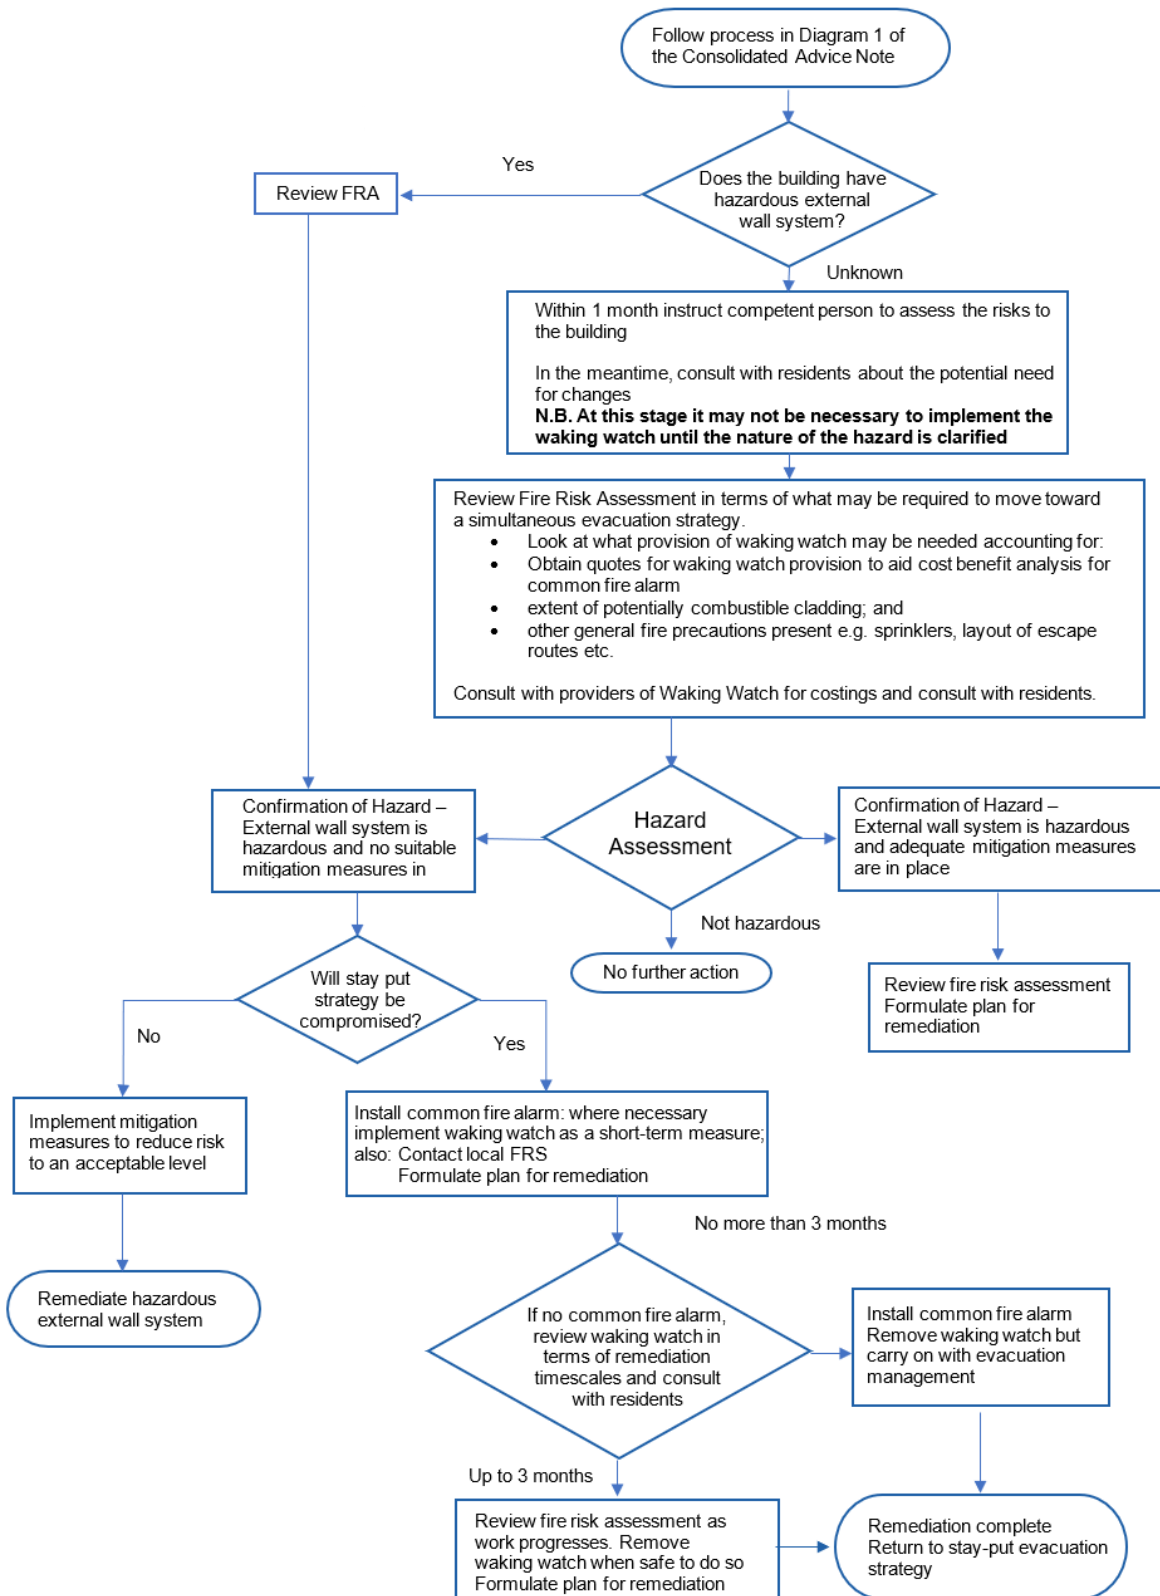 Follow process in Diagram 1 of
the Consolidated Advice Note
Does the building have
hazardous external
wall system?
Yes
Review FRA
Unknown
Within 1 month instruct competent person to assess the risks to
the building
In the meantime, consult with residents about the potential need
for changes
N.B. At this stage it may not be necessary to implement the
waking watch until the nature of the hazard is clarified
Review Fire Risk Assessment in terms of what may be required to move toward
a simultaneous evacuation strategy.
• Look at what provision of waking watch may be needed accounting for:
• Obtain quotes for waking watch provision to aid cost benefit analysis for
common fire alarm
• extent of potentially combustible cladding; and
• other general fire precautions present e.g. sprinklers, layout of escape
routes etc.
Consult with providers of Waking Watch for costings and consult with residents.
Hazard
Assessment
Confirmation of Hazard –
External wall system is
hazardous and no suitable
mitigation measures in
Confirmation of Hazard –
External wall system is hazardous
and adequate mitigation measures
are in place
Not hazardous
No further action
Review fire risk assessment
Formulate plan for
remediation
Will stay put
strategy be
compromised?
No
Yes
Implement mitigation
measures to reduce risk
to an acceptable level
Remediate hazardous
external wall system
Install common fire alarm: where necessary
implement waking watch as a short-term measure;
also: Contact local FRS
Formulate plan for remediation
No more than 3 months
If no common fire alarm,
review waking watch in
terms of remediation
timescales and consult
with residents
Install common fire alarm
Remove waking watch but
carry on with evacuation
management
Up to 3 months
Review fire risk assessment as
work progresses. Remove
waking watch when safe to do so
Formulate plan for remediation
Remediation complete
Return to stay-put evacuation
strategy